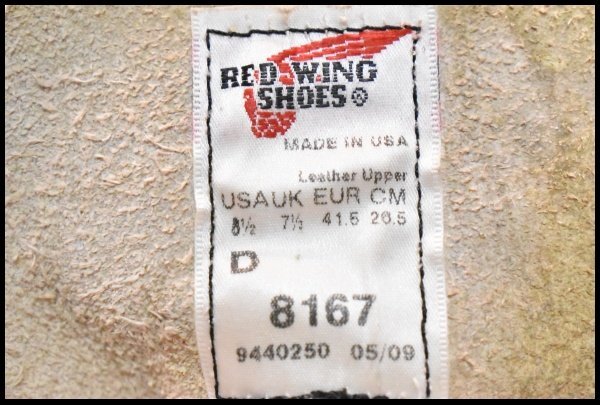 RED WING
SHOES®
MADE IN USA
Leather Upper
USA UK EUR CM
8½ 7½ 41.5 26.5
D
8167
9440250 05/09